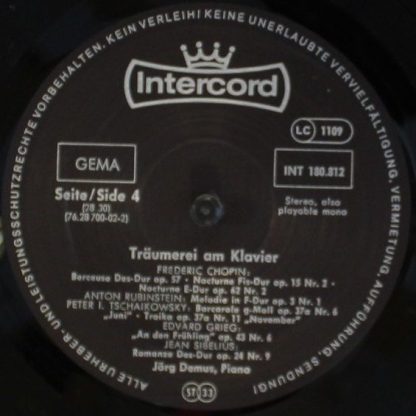 ALLE URHEBER- UND LEISTUNGSSCHUTZRECHTE VORBEHALTEN. KEIN VERLEIH! KEINE UNERLAUBTE VERVIELFÄLTIGUNG, VERMIETUNG, AUFFÜHRUNG, SENDUNG!
Intercord
LC 1109
GEMA
INT 180.812
Seite/Side 4
(28 30)
(76.28 700-02-2)
Stereo, also
playable mono
Träumerei am Klavier
FREDERIC CHOPIN:
Berceuse Des-Dur op. 57 · Nocturne Fis-Dur op. 15 Nr. 2 ·
Nocturne E-Dur op. 62 Nr. 2
ANTON RUBINSTEIN: Melodie in F-Dur op. 3 Nr. 1
PETER I. TSCHAIKOWSKY: Barcarole g-Moll op. 37a Nr. 6
„Juni" · Troika op. 37a Nr. 11 „November"
EDVARD GRIEG:
„An den Frühling" op. 43 Nr. 6
JEAN SIBELIUS:
Romanze Des-Dur op. 24 Nr. 9
Jörg Demus, Piano
ST 33